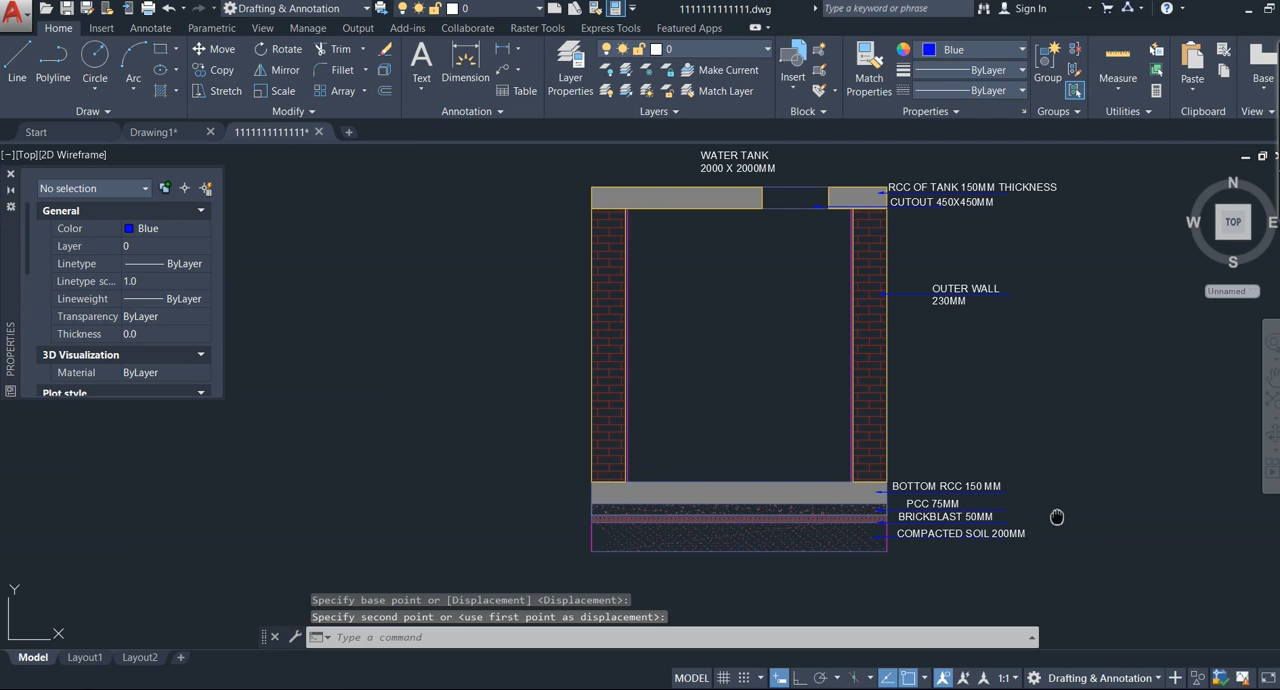 Drafting & Annotation
0
1111111111111.dwg
Type a keyword or phrase
Sign In
Home
Insert
Annotate
Parametric
View
Manage
Output
Add-ins
Collaborate
Express Tools
Raster Tools
Featured Apps
Line
Polyline
Circle
Arc
Draw
Move
Rotate
Trim
Copy
Mirror
Fillet
Stretch
Scale
Array
Modify
Text
Dimension
Table
Annotation
Layer
Properties
0
Make Current
Match Layer
Layers
Insert
Block
Match
Properties
Blue
ByLayer
ByLayer
Properties
Group
Groups
Measure
Utilities
Paste
Clipboard
Base
View
Start
Drawing1*
1111111111111*
[−][Top][2D Wireframe]
No selection
General
Color Blue
Layer 0
Linetype ByLayer
Linetype sc... 1.0
Lineweight ByLayer
Transparency ByLayer
Thickness 0.0
3D Visualization
Material ByLayer
Plot style
PROPERTIES
WATER TANK
2000 X 2000MM
RCC OF TANK 150MM THICKNESS
CUTOUT 450X450MM
OUTER WALL
230MM
BOTTOM RCC 150 MM
PCC 75MM
BRICKBLAST 50MM
COMPACTED SOIL 200MM
N
W
TOP
E
S
Unnamed
Y
X
Specify base point or [Displacement] <Displacement>:
Specify second point or <use first point as displacement>:
Type a command
Model
Layout1
Layout2
MODEL
1:1
Drafting & Annotation